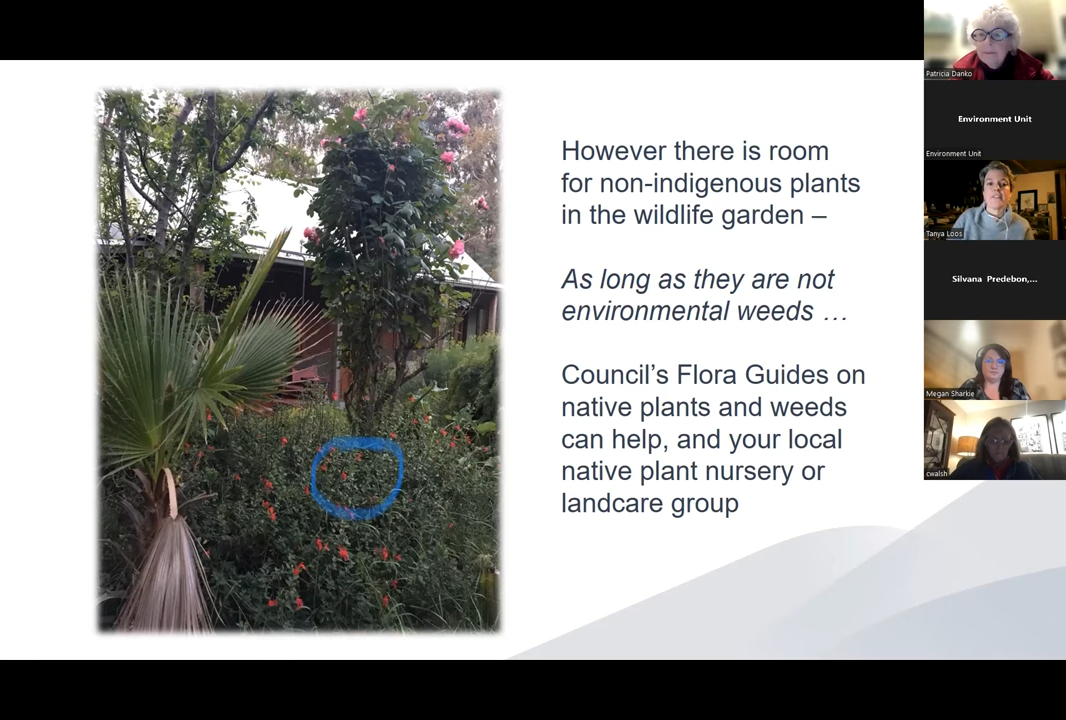 However there is room
for non-indigenous plants
in the wildlife garden –
As long as they are not
environmental weeds …
Council's Flora Guides on
native plants and weeds
can help, and your local
native plant nursery or
landcare group
Patricia Danko
Environment Unit
Environment Unit
Tanya Loos
Silvana Predebon,...
Megan Sharkie
cwalsh